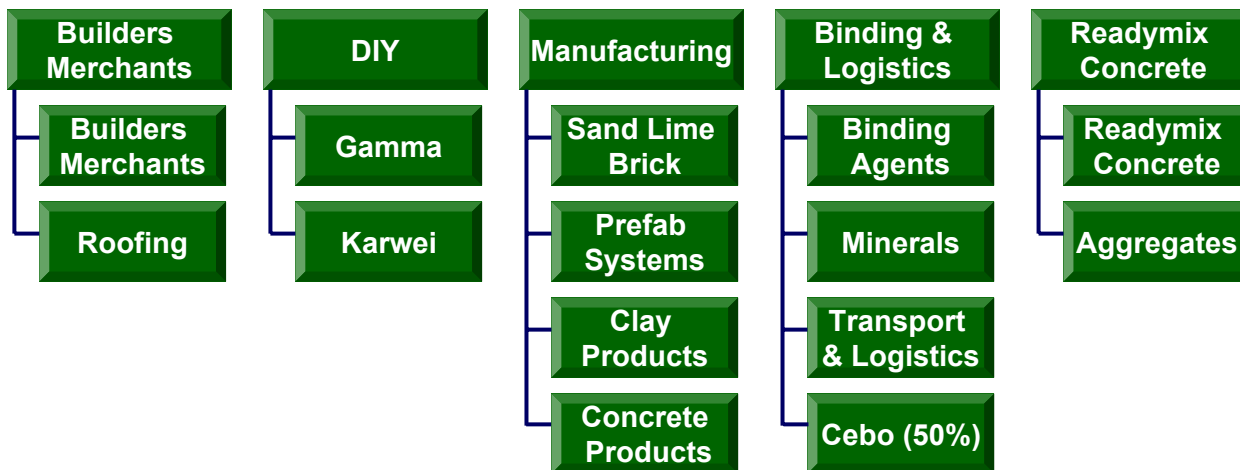 Builders
Merchants
Builders
Merchants
Roofing
DIY
Gamma
Karwei
Manufacturing
Sand Lime
Brick
Prefab
Systems
Clay
Products
Concrete
Products
Binding &
Logistics
Binding
Agents
Minerals
Transport
& Logistics
Cebo (50%)
Readymix
Concrete
Readymix
Concrete
Aggregates